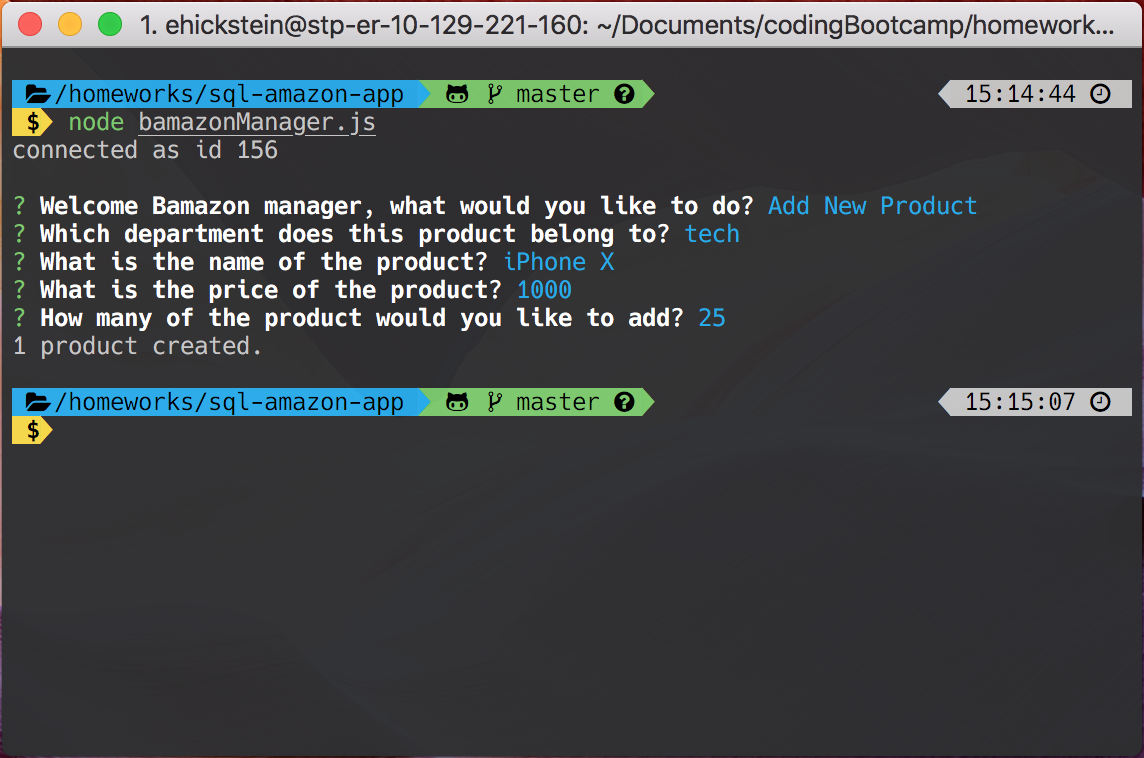 1. ehickstein@stp-er-10-129-221-160: ~/Documents/codingBootcamp/homework...
/homeworks/sql-amazon-app master ? 15:14:44
$ node bamazonManager.js
connected as id 156
? Welcome Bamazon manager, what would you like to do? Add New Product
? Which department does this product belong to? tech
? What is the name of the product? iPhone X
? What is the price of the product? 1000
? How many of the product would you like to add? 25
1 product created.
/homeworks/sql-amazon-app master ? 15:15:07
$